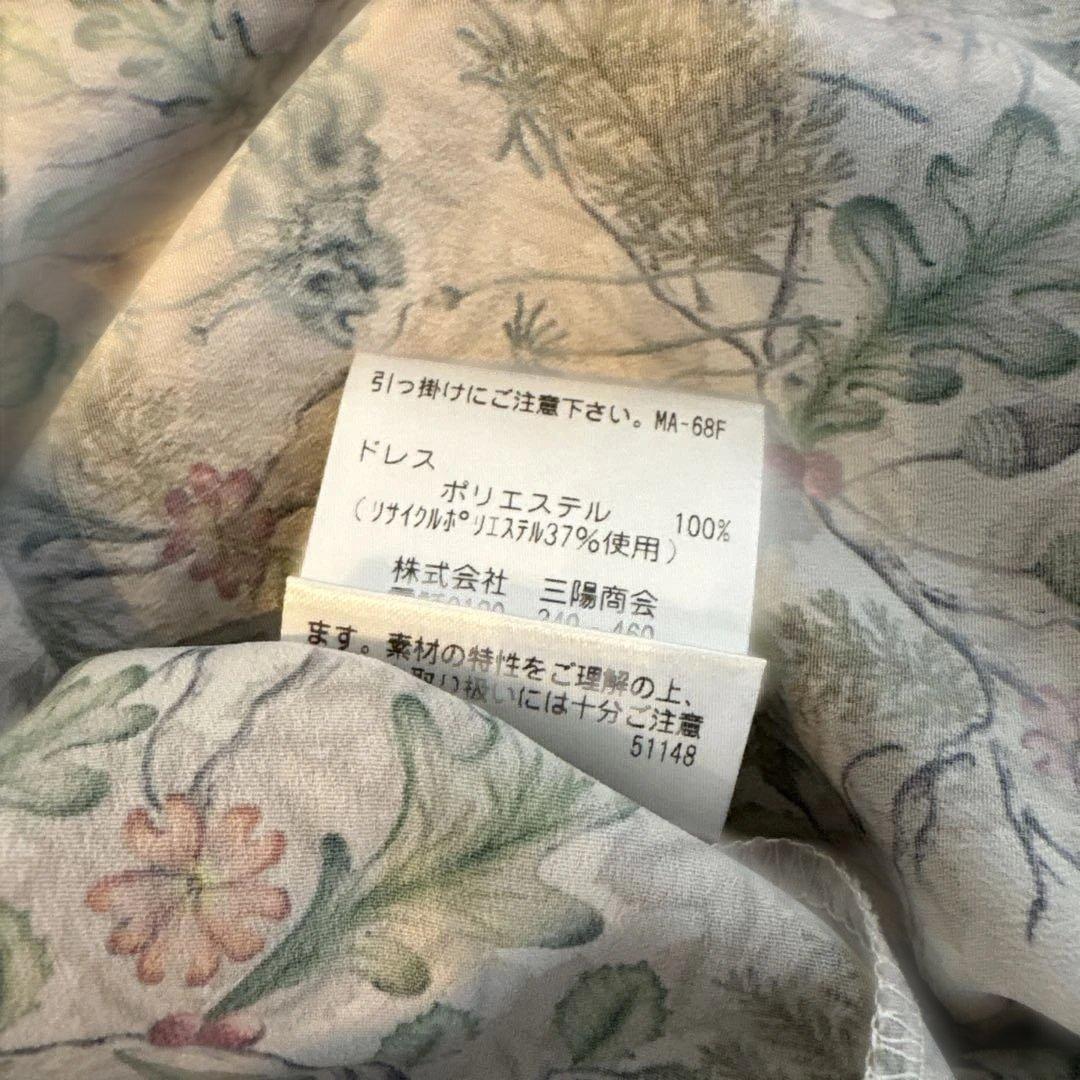 引っ掛けにご注意下さい。MA-68F
ドレス
ポリエステル 100%
(リサイクルポリエステル37%使用)
株式会社 三陽商会
ます。素材の特性をご理解の上、
取り扱いには十分ご注意
51148